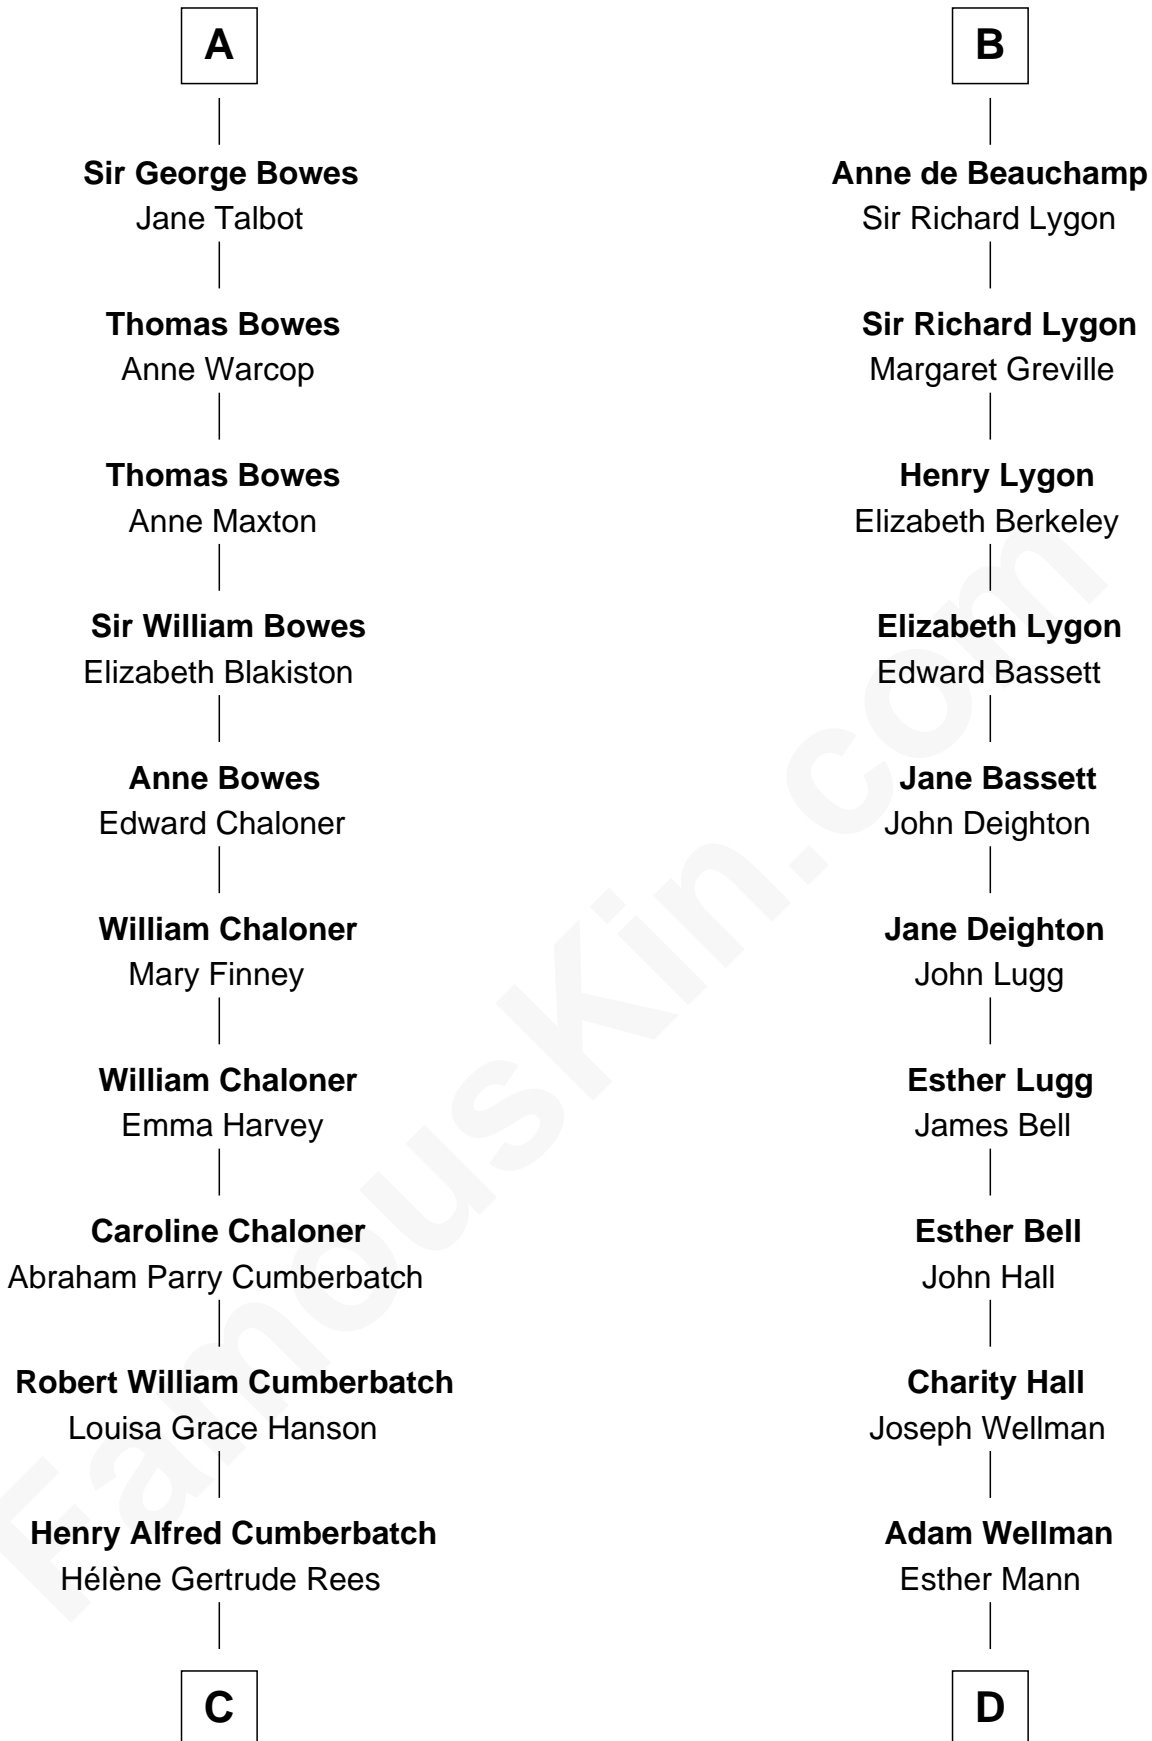 A
Sir George Bowes
Jane Talbot
Thomas Bowes
Anne Warcop
Thomas Bowes
Anne Maxton
Sir William Bowes
Elizabeth Blakiston
Anne Bowes
Edward Chaloner
William Chaloner
Mary Finney
William Chaloner
Emma Harvey
Caroline Chaloner
Abraham Parry Cumberbatch
Robert William Cumberbatch
Louisa Grace Hanson
Henry Alfred Cumberbatch
Hélène Gertrude Rees
C
B
Anne de Beauchamp
Sir Richard Lygon
Sir Richard Lygon
Margaret Greville
Henry Lygon
Elizabeth Berkeley
Elizabeth Lygon
Edward Bassett
Jane Bassett
John Deighton
Jane Deighton
John Lugg
Esther Lugg
James Bell
Esther Bell
John Hall
Charity Hall
Joseph Wellman
Adam Wellman
Esther Mann
D
FamousKin.com